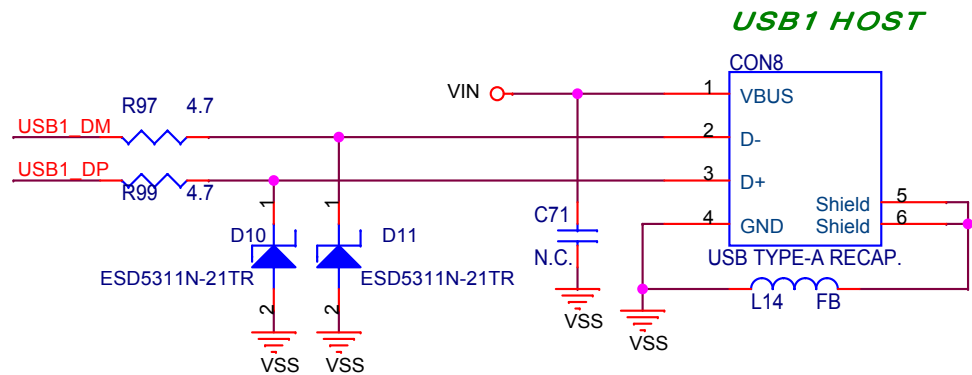 USB1 HOST
CON8
VIN
1
VBUS
R97 4.7
USB1_DM
2
D-
USB1_DP
3
D+
R99 4.7
Shield 5
Shield 6
4
GND
1
1
C71
D10
D11
N.C.
USB TYPE-A RECAP.
ESD5311N-21TR
ESD5311N-21TR
L14 FB
2
2
VSS
VSS
VSS
VSS